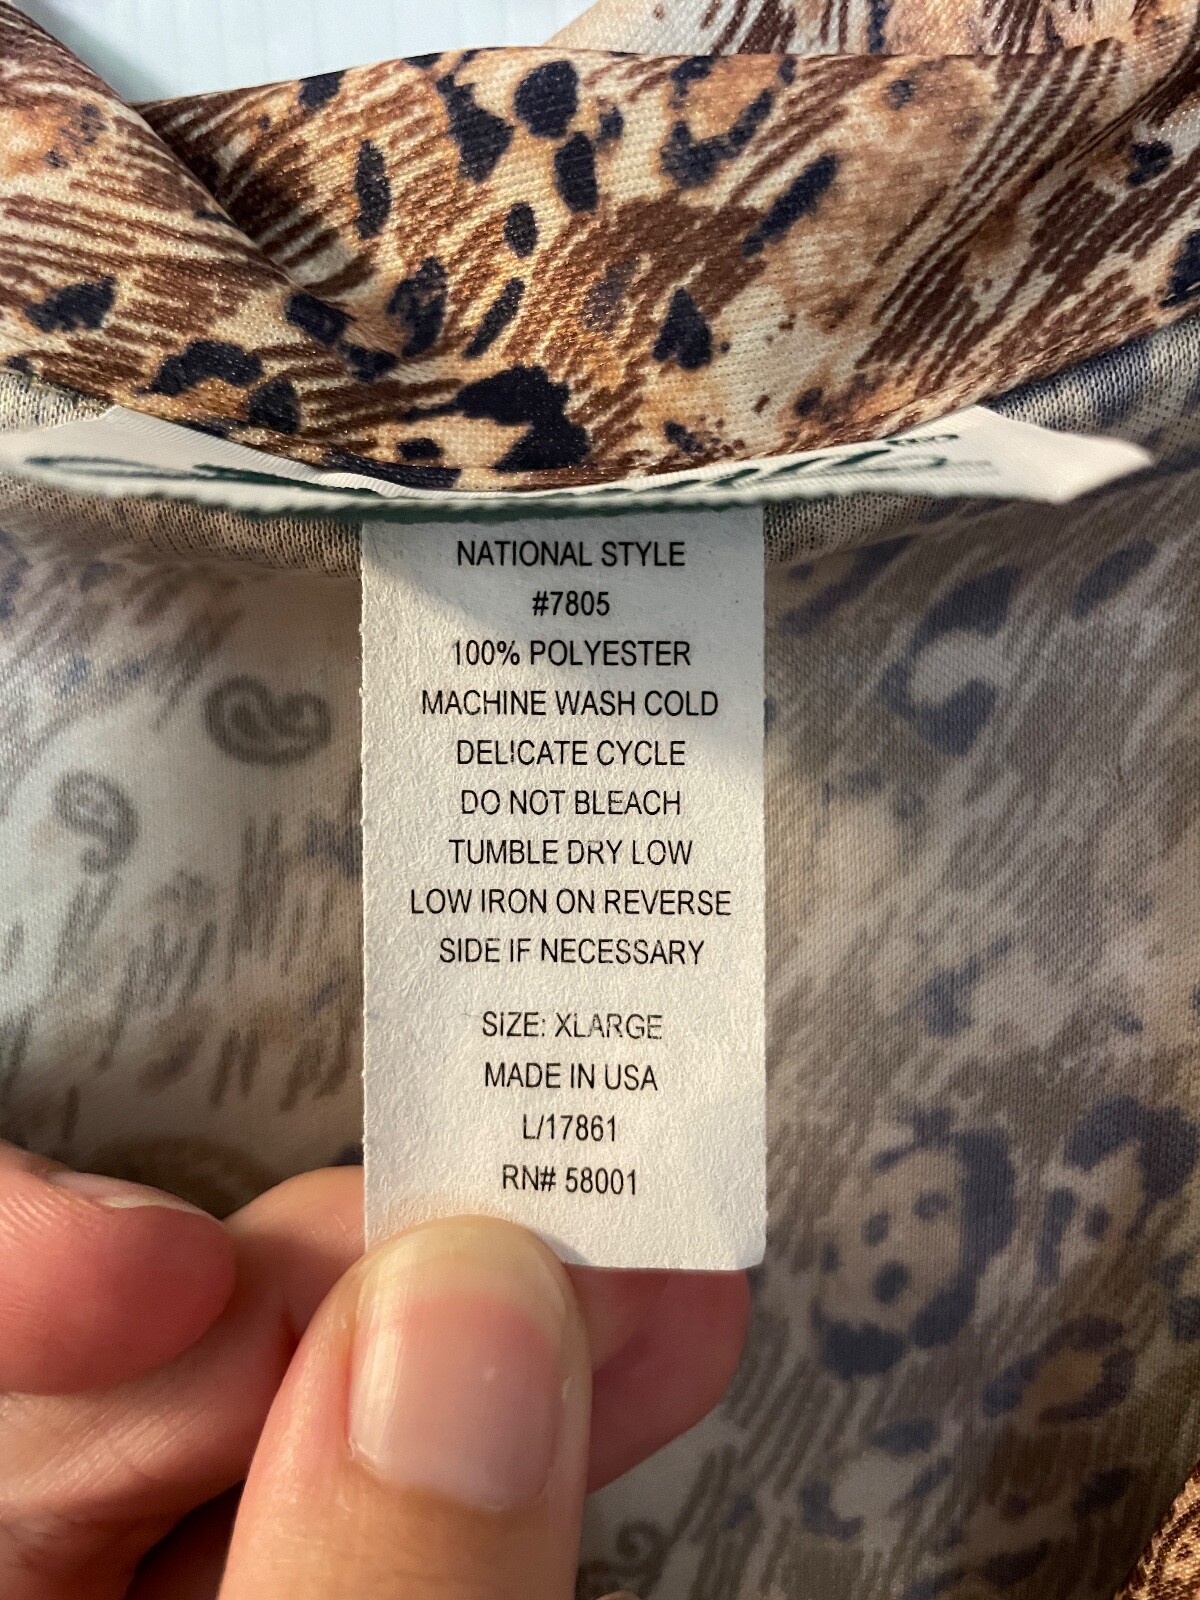 NATIONAL STYLE
#7805
100% POLYESTER
MACHINE WASH COLD
DELICATE CYCLE
DO NOT BLEACH
TUMBLE DRY LOW
LOW IRON ON REVERSE
SIDE IF NECESSARY
SIZE: XLARGE
MADE IN USA
L/17861
RN# 58001